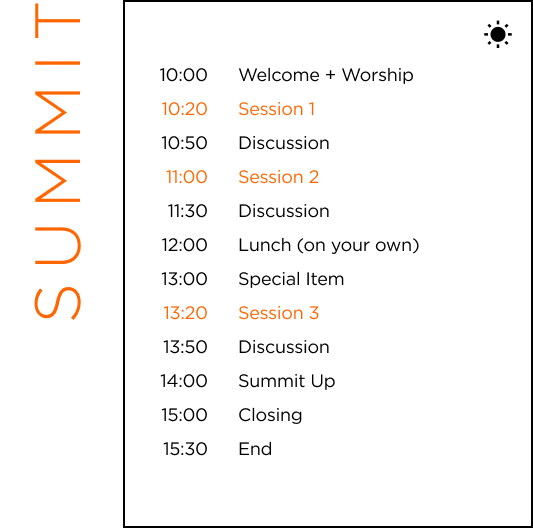 SUMMIT
10:00 Welcome + Worship
10:20 Session 1
10:50 Discussion
11:00 Session 2
11:30 Discussion
12:00 Lunch (on your own)
13:00 Special Item
13:20 Session 3
13:50 Discussion
14:00 Summit Up
15:00 Closing
15:30 End